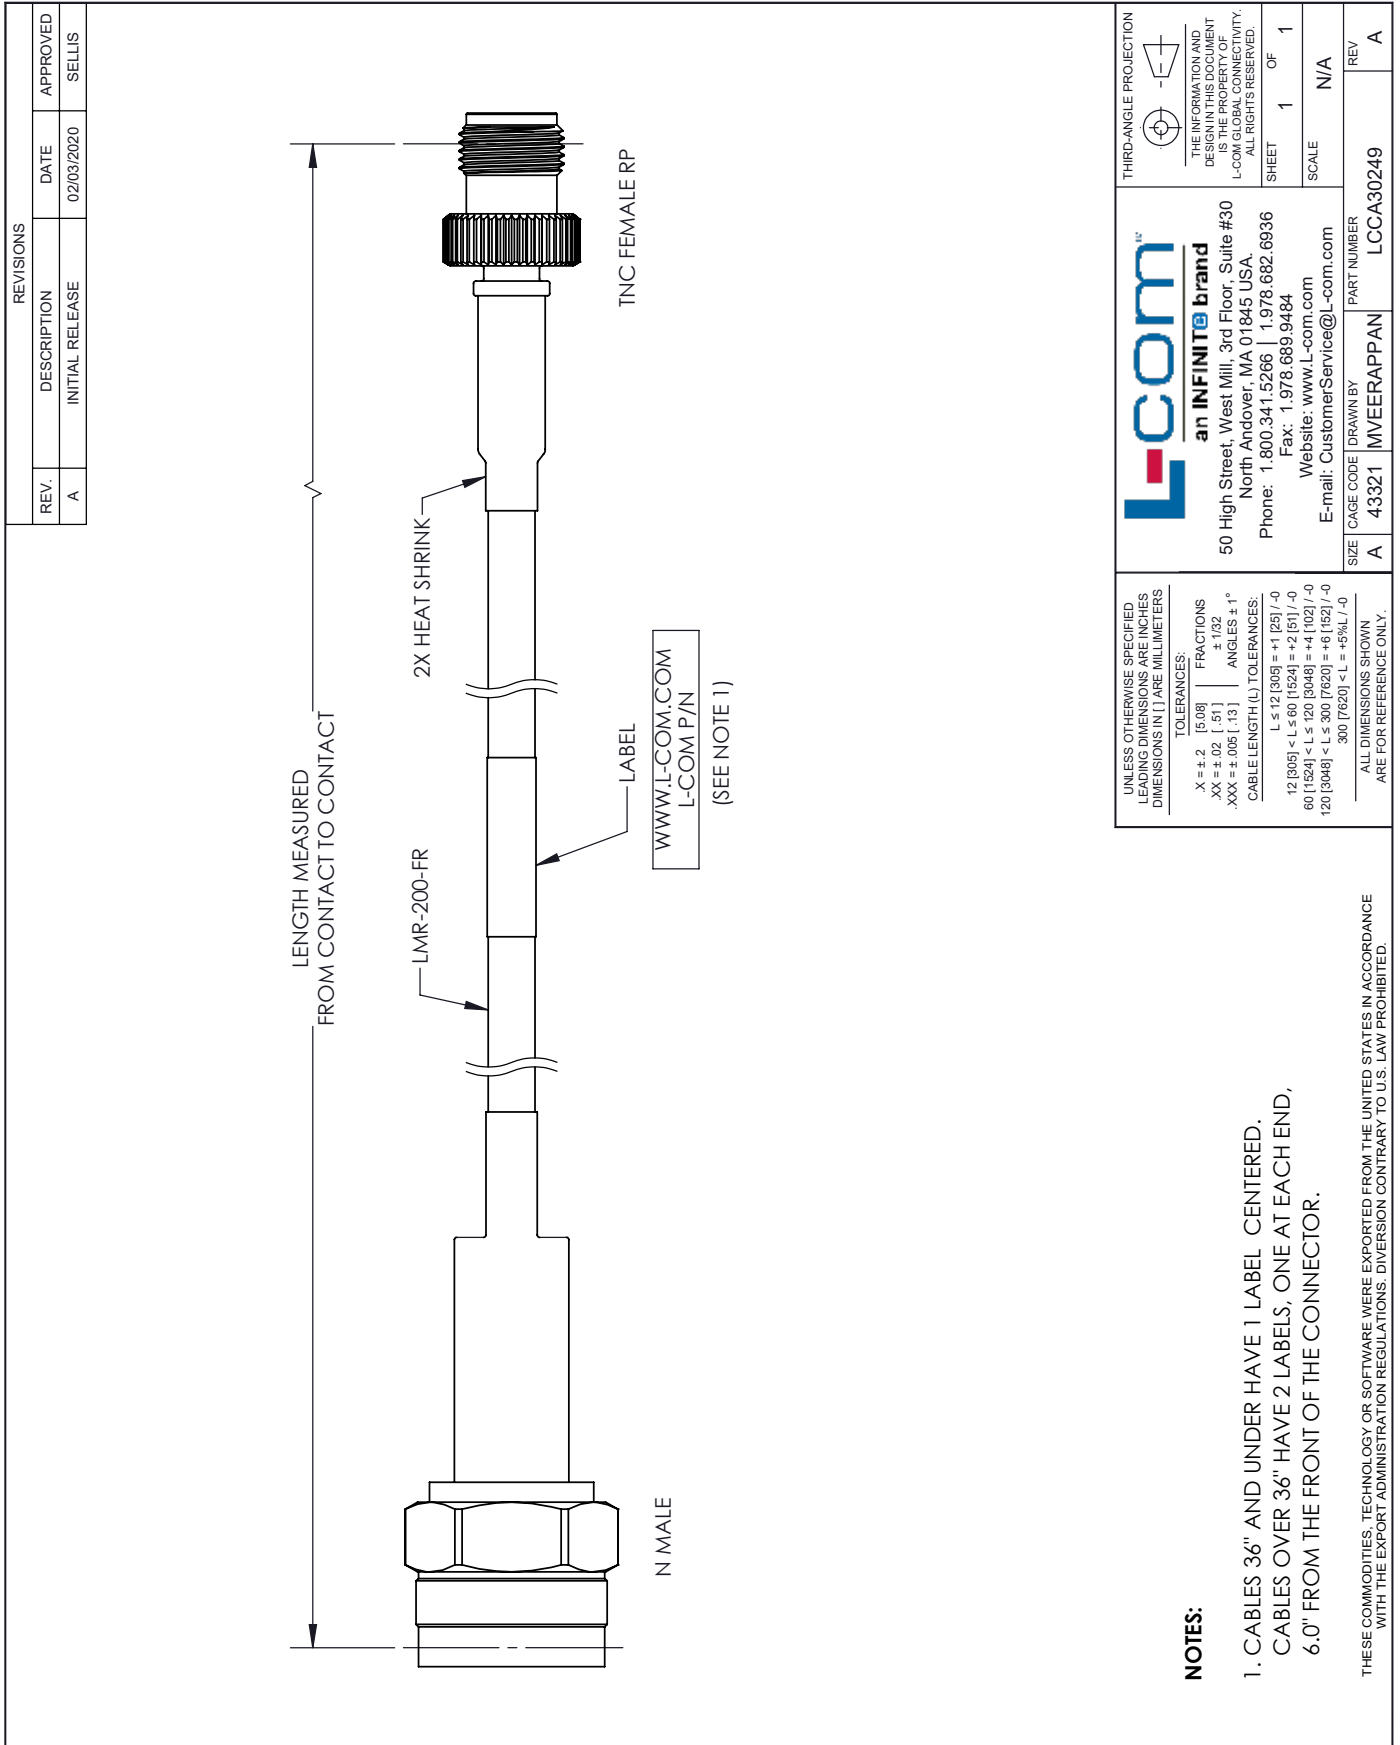 REVISIONS
REV. DESCRIPTION DATE APPROVED
A INITIAL RELEASE 02/03/2020 SELLIS
LENGTH MEASURED
FROM CONTACT TO CONTACT
LMR-200-FR
2X HEAT SHRINK
N MALE
TNC FEMALE RP
LABEL
WWW.L-COM.COM
L-COM P/N
(SEE NOTE 1)
NOTES:
1. CABLES 36" AND UNDER HAVE 1 LABEL CENTERED.
CABLES OVER 36" HAVE 2 LABELS, ONE AT EACH END,
6.0" FROM THE FRONT OF THE CONNECTOR.
THESE COMMODITIES, TECHNOLOGY OR SOFTWARE WERE EXPORTED FROM THE UNITED STATES IN ACCORDANCE
WITH THE EXPORT ADMINISTRATION REGULATIONS. DIVERSION CONTRARY TO U.S. LAW PROHIBITED.
UNLESS OTHERWISE SPECIFIED
LEADING DIMENSIONS ARE INCHES
DIMENSIONS IN [ ] ARE MILLIMETERS
TOLERANCES:
.X = ± .2 [5.08] FRACTIONS
.XX = ± .02 [ .51 ] ± 1/32
.XXX = ± .005 [ .13 ] ANGLES ± 1°
CABLE LENGTH (L) TOLERANCES:
L ≤ 12 [305] = +1 [25] / -0
12 [305] < L ≤ 60 [1524] = +2 [51] / -0
60 [1524] < L ≤ 120 [3048] = +4 [102] / -0
120 [3048] < L ≤ 300 [7620] = +6 [152] / -0
300 [7620] < L = +5%L / -0
ALL DIMENSIONS SHOWN
ARE FOR REFERENCE ONLY.
L-com
an INFINIT@ brand
50 High Street, West Mill, 3rd Floor, Suite #30
North Andover, MA 01845 USA.
Phone: 1.800.341.5266 | 1.978.682.6936
Fax: 1.978.689.9484
Website: www.L-com.com
E-mail: CustomerService@L-com.com
THIRD-ANGLE PROJECTION
THE INFORMATION AND
DESIGN IN THIS DOCUMENT
IS THE PROPERTY OF
L-COM GLOBAL CONNECTIVITY.
ALL RIGHTS RESERVED.
SHEET 1 OF 1
SCALE N/A
SIZE CAGE CODE DRAWN BY PART NUMBER REV
A 43321 MVEERAPPAN LCCA30249 A